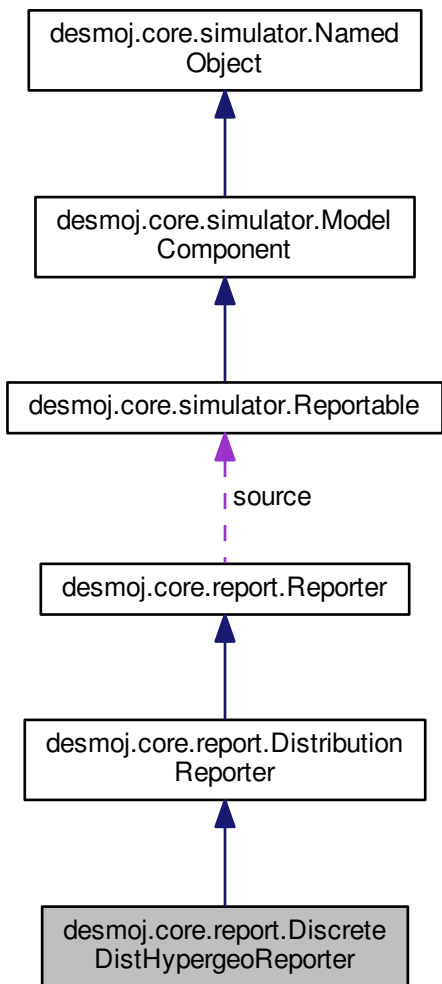 desmoj.core.simulator.Named
Object
desmoj.core.simulator.Model
Component
desmoj.core.simulator.Reportable
source
desmoj.core.report.Reporter
desmoj.core.report.Distribution
Reporter
desmoj.core.report.Discrete
DistHypergeoReporter